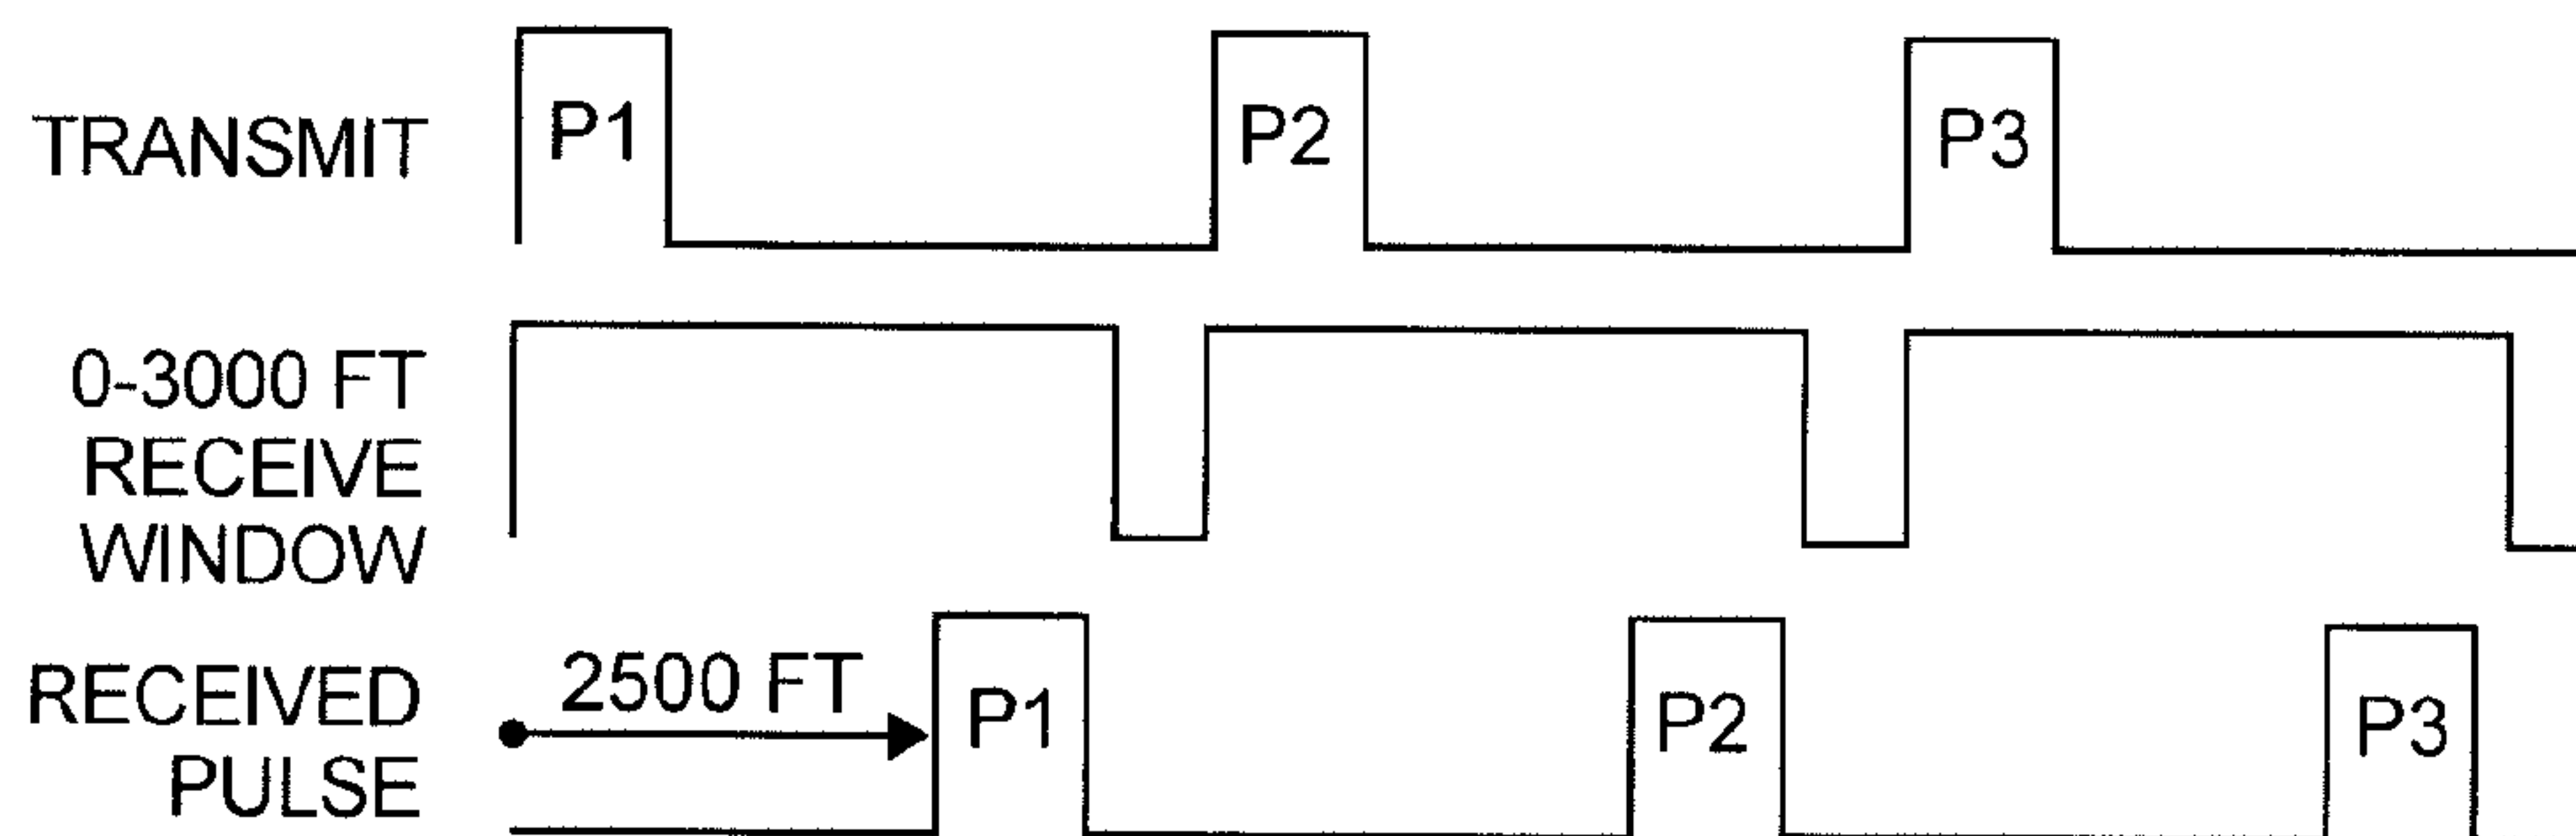 TRANSMIT
P1
P2
P3
0-3000 FT
RECEIVE
WINDOW
RECEIVED
PULSE
2500 FT
P1
P2
P3